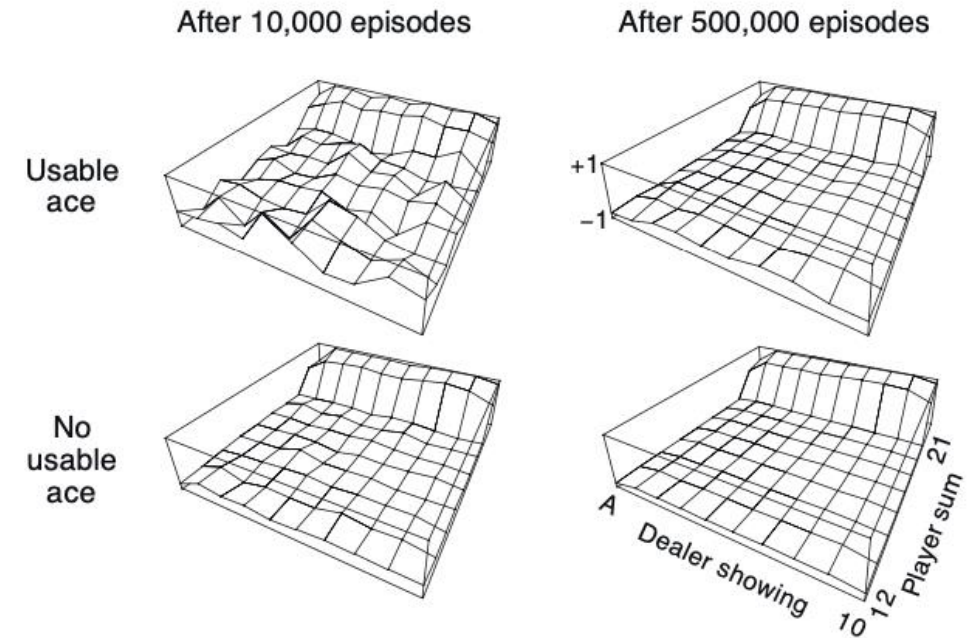 After 10,000 episodes
After 500,000 episodes
Usable
ace
+1
−1
No
usable
ace
A
Dealer showing
10
12
Player sum
21